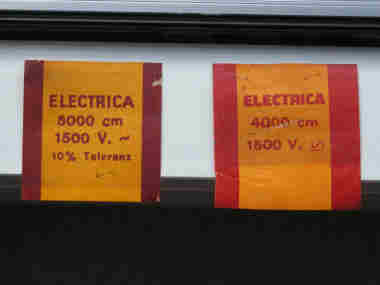 ELECTRICA
5000 cm
1500 V. ~
10% Toleranz
ELECTRICA
4000 cm
1500 V. ~